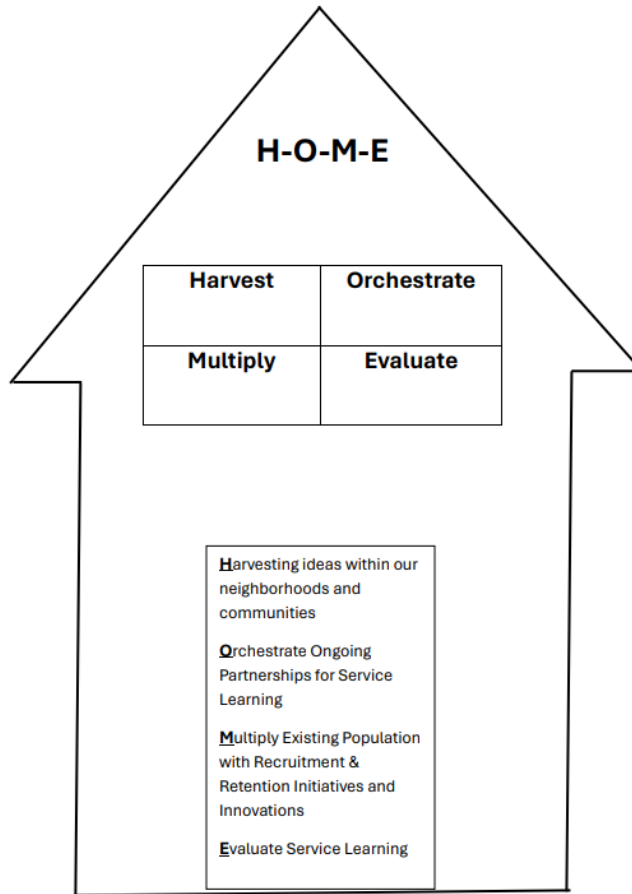 H-O-M-E
Harvest Orchestrate
Multiply Evaluate
Harvesting ideas within our
neighborhoods and
communities
Orchestrate Ongoing
Partnerships for Service
Learning
Multiply Existing Population
with Recruitment &
Retention Initiatives and
Innovations
Evaluate Service Learning